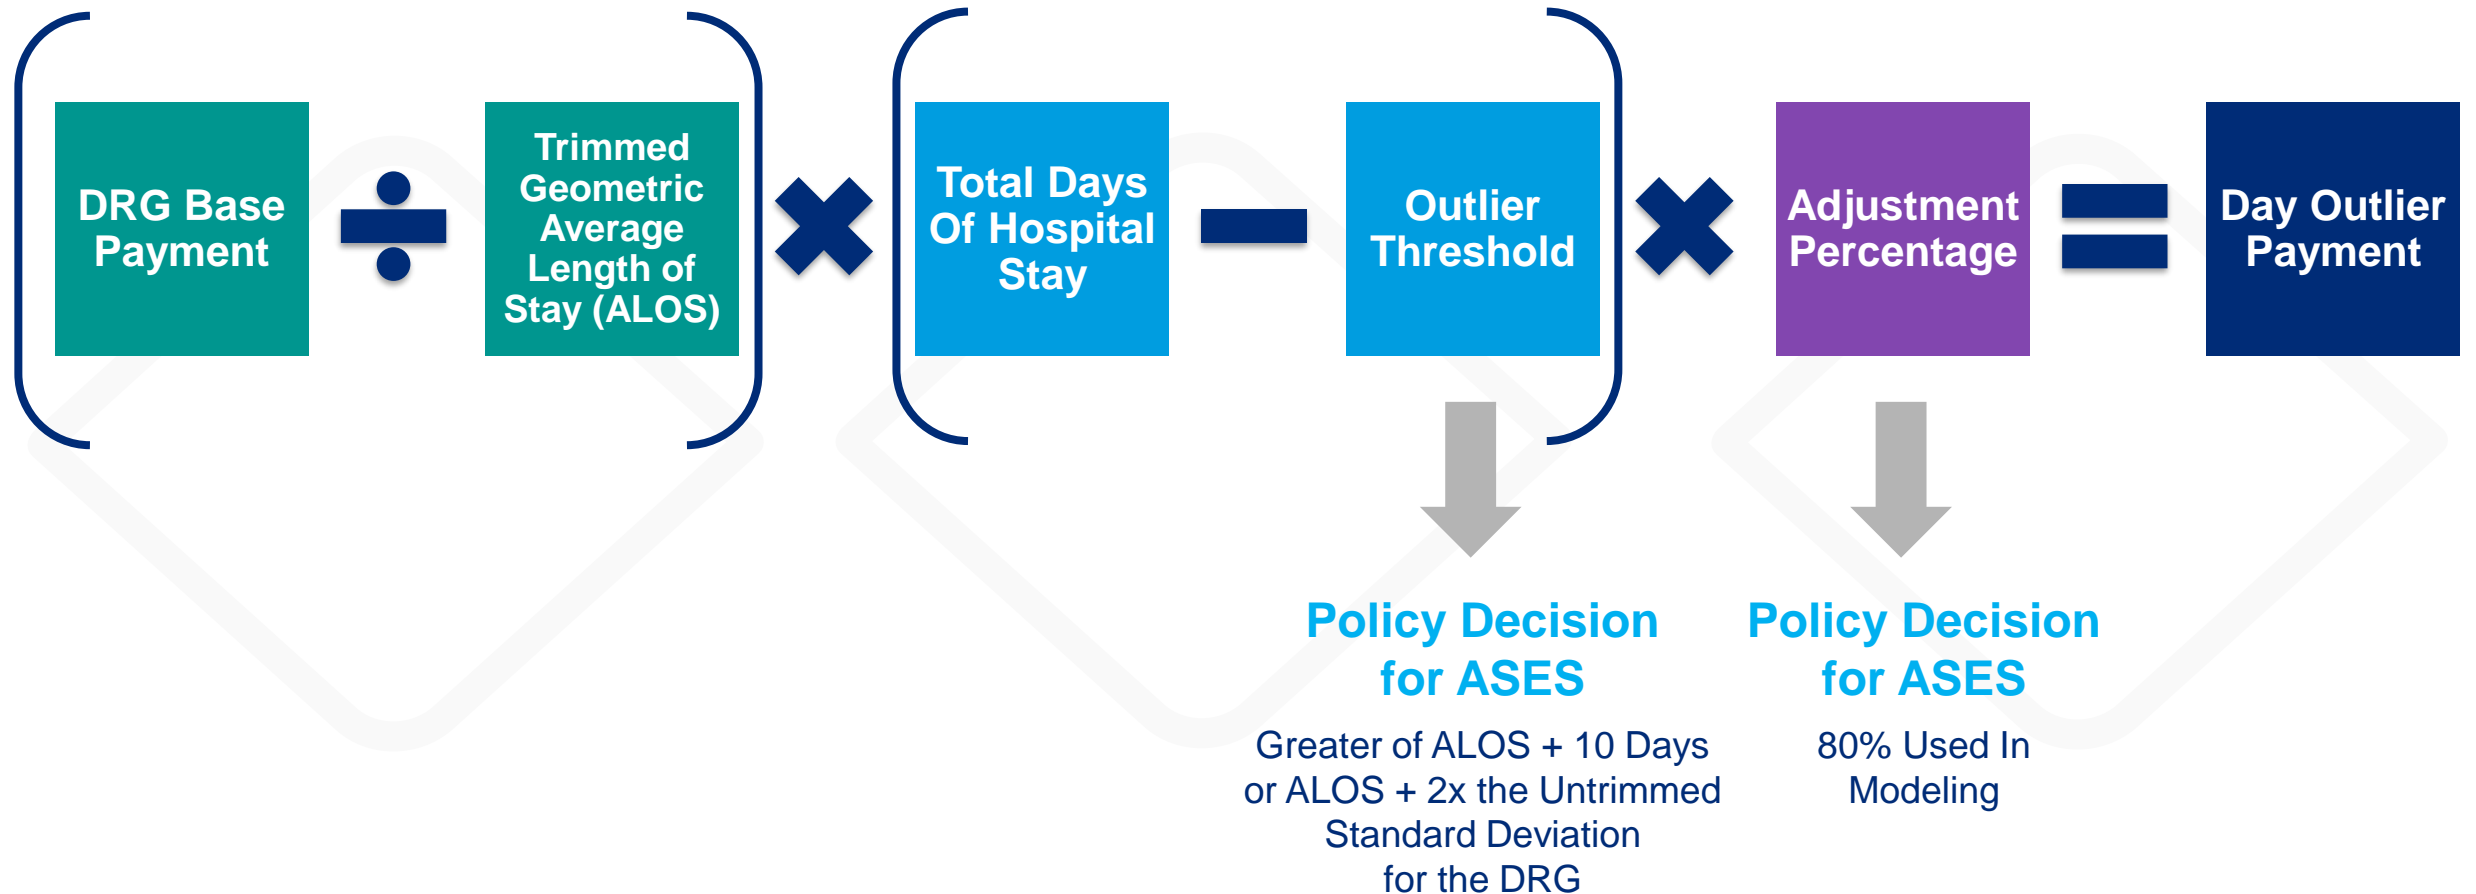 DRG Base
Payment
Trimmed
Geometric
Average
Length of
Stay (ALOS)
Total Days
Of Hospital
Stay
Outlier
Threshold
Adjustment
Percentage
Day Outlier
Payment
Policy Decision
for ASES
Greater of ALOS + 10 Days
or ALOS + 2x the Untrimmed
Standard Deviation
for the DRG
Policy Decision
for ASES
80% Used In
Modeling